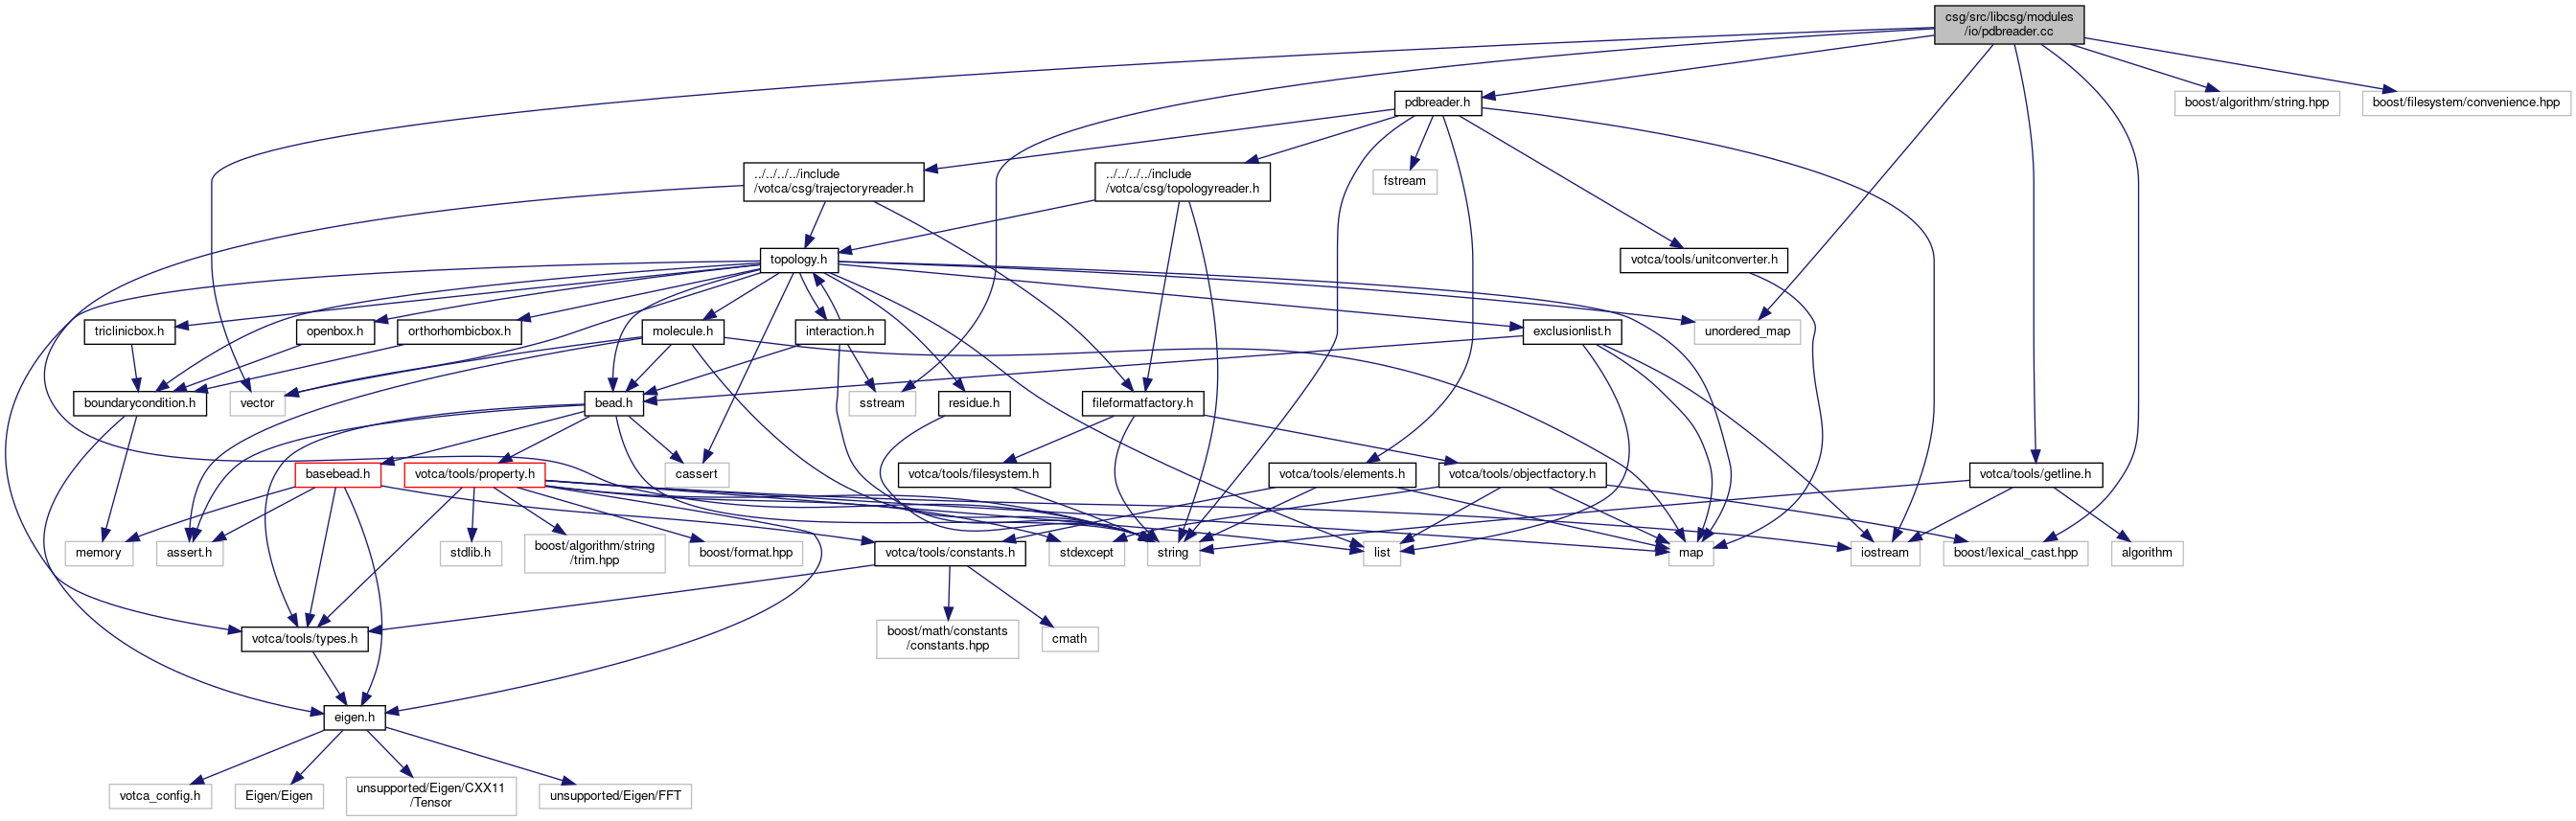 csg/src/libcsg/modules
/io/pdbreader.cc
pdbreader.h
boost/algorithm/string.hpp
boost/filesystem/convenience.hpp
../../../../include
/votca/csg/trajectoryreader.h
../../../../include
/votca/csg/topologyreader.h
fstream
topology.h
votca/tools/unitconverter.h
triclinicbox.h
openbox.h
orthorhombicbox.h
molecule.h
interaction.h
exclusionlist.h
unordered_map
boundarycondition.h
vector
bead.h
sstream
residue.h
fileformatfactory.h
basebead.h
votca/tools/property.h
cassert
votca/tools/filesystem.h
votca/tools/elements.h
votca/tools/objectfactory.h
votca/tools/getline.h
memory
assert.h
stdlib.h
boost/algorithm/string
/trim.hpp
boost/format.hpp
votca/tools/constants.h
stdexcept
string
list
map
iostream
boost/lexical_cast.hpp
algorithm
votca/tools/types.h
boost/math/constants
/constants.hpp
cmath
eigen.h
votca_config.h
Eigen/Eigen
unsupported/Eigen/CXX11
/Tensor
unsupported/Eigen/FFT